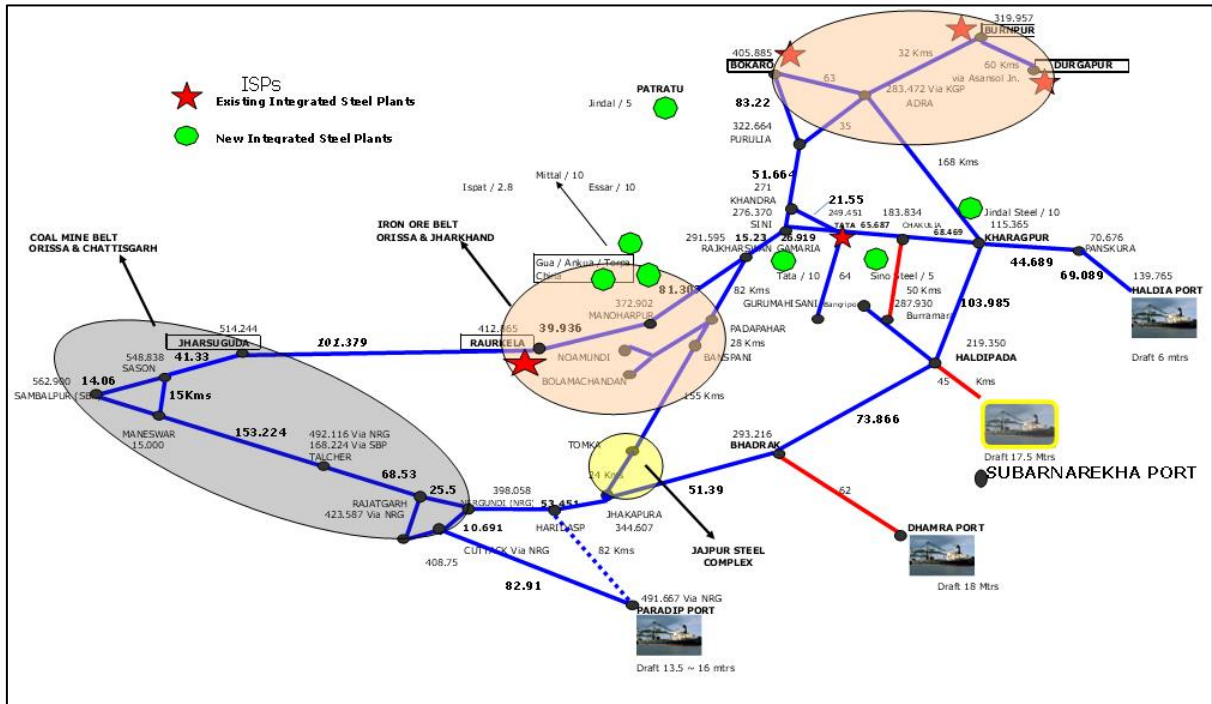 319.957
BURNPUR
405.885
BOKARO
32 Kms
60 Kms
DURGAPUR
via Asansol Jn.
63
283.472 Via KGP
ADRA
ISPs
Existing Integrated Steel Plants
New Integrated Steel Plants
PATRATU
Jindal / 5
83.22
322.664
PURULIA
35
168 Kms
51.664
Mittal / 10
Ispat / 2.8
Essar / 10
271
KHANDRA
21.55
276.370
SINI
249.451
TATA
65.687
183.834
CHAKULIA
68.469
Jindal Steel / 10
115.365
KHARAGPUR
70.676
PANSKURA
44.689
69.089
139.765
HALDIA PORT
Draft 6 mtrs
COAL MINE BELT
ORISSA & CHATTISGARH
IRON ORE BELT
ORISSA & JHARKHAND
291.595
15.23
26.919
RAJKHARSWAN
GAMARIA
Tata / 10
64
Sino Steel / 5
50 Kms
287.930
Burramara
GURUMAHISANI
Bangripo
103.985
Gua / Ankua / Torpa
Chiria
81.307
82 Kms
372.902
MANOHARPUR
PADAPAHAR
28 Kms
BANSPANI
514.244
JHARSUGUDA
101.379
412.865
RAURKELA
39.936
NOAMUNDI
BOLAMACHANDAN
155 Kms
548.838
SASON
41.33
562.900
14.06
SAMBALPUR (SBP)
15Kms
MANESWAR
15.000
153.224
492.116 Via NRG
168.224 Via SBP
TALCHER
219.350
HALDIPADA
45 Kms
73.866
Draft 17.5 Mtrs
SUBARNAREKHA PORT
293.216
BHADRAK
TOMKA
24 Kms
51.39
62
68.53
25.5
398.058
NERGUNDI (NRG)
53.451
RAJATGARH
423.587 Via NRG
HARIDASP
JHAKAPURA
344.607
10.691
CUTTACK Via NRG
408.75
82 Kms
82.91
JAJPUR STEEL
COMPLEX
DHAMRA PORT
Draft 18 Mtrs
491.667 Via NRG
PARADIP PORT
Draft 13.5 ~ 16 mtrs